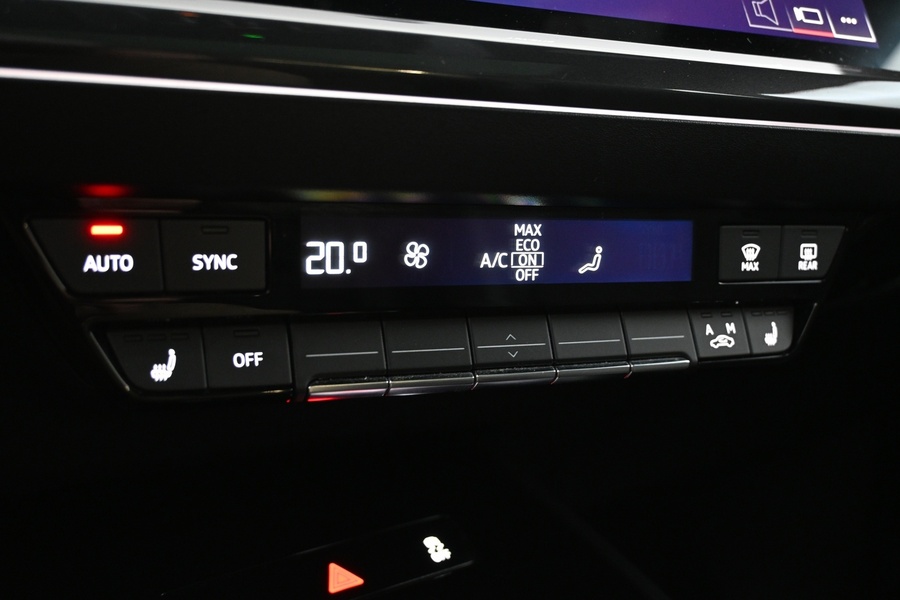 AUTO
SYNC
20.0
A/C
MAX
ECO
ON
OFF
MAX
REAR
OFF
A M